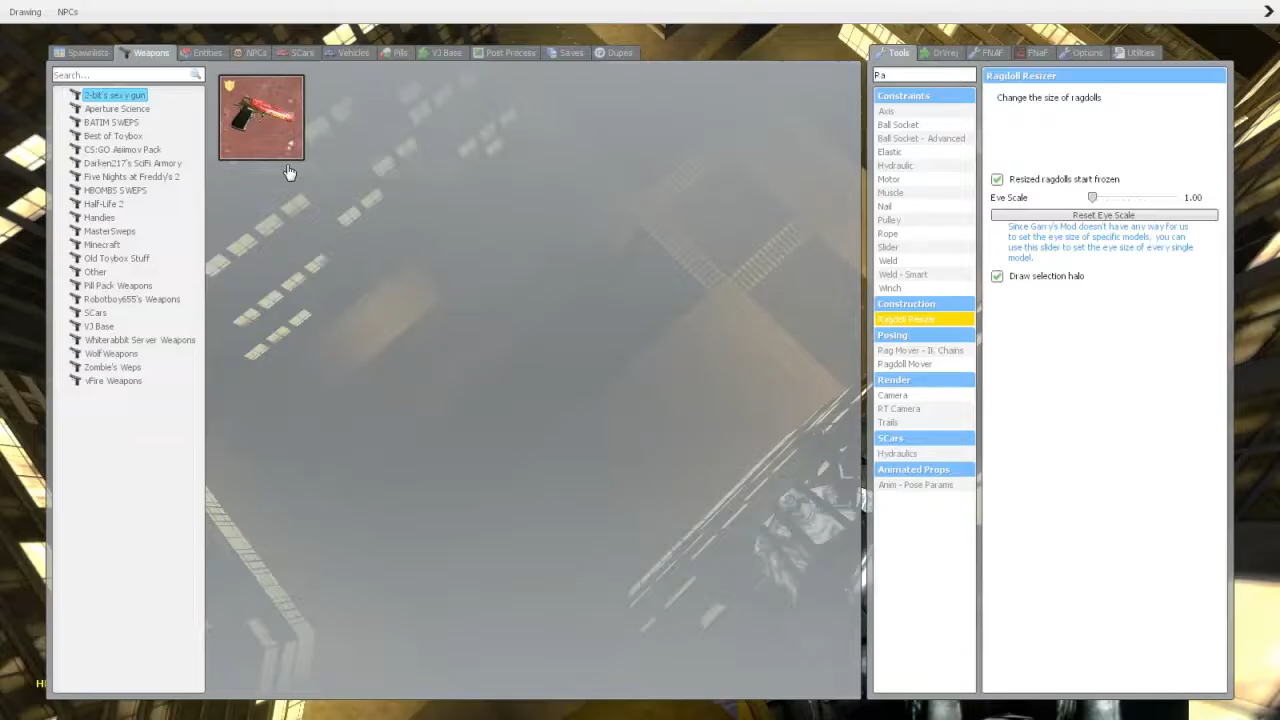 Drawing NPCs
Spawnlists Weapons Entities NPCs SCars Vehicles Pills VJ Base Post Process Saves Dupes
Tools DrVrej FNAF FNaF Options Utilities
Search...
2-bit's sexy gun
Aperture Science
BATIM SWEPS
Best of Toybox
CS:GO Asiimov Pack
Darken217's SciFi Armory
Five Nights at Freddy's 2
HBOMBS SWEPS
Half-Life 2
Handies
MasterSweps
Minecraft
Old Toybox Stuff
Other
Pill Pack Weapons
Robotboy655's Weapons
SCars
VJ Base
Whiterabbit Server Weapons
Wolf Weapons
Zombie's Weps
vFire Weapons
Ra
Constraints
Axis
Ball Socket
Ball Socket - Advanced
Elastic
Hydraulic
Motor
Muscle
Nail
Pulley
Rope
Slider
Weld
Weld - Smart
Winch
Construction
Ragdoll Resizer
Posing
Rag Mover - IK Chains
Ragdoll Mover
Render
Camera
RT Camera
Trails
SCars
Hydraulics
Animated Props
Anim - Pose Params
Ragdoll Resizer
Change the size of ragdolls
Resized ragdolls start frozen
Eye Scale 1.00
Reset Eye Scale
Since Garry's Mod doesn't have any way for us
to set the eye size of specific models, you can
use this slider to set the eye size of every single
model.
Draw selection halo